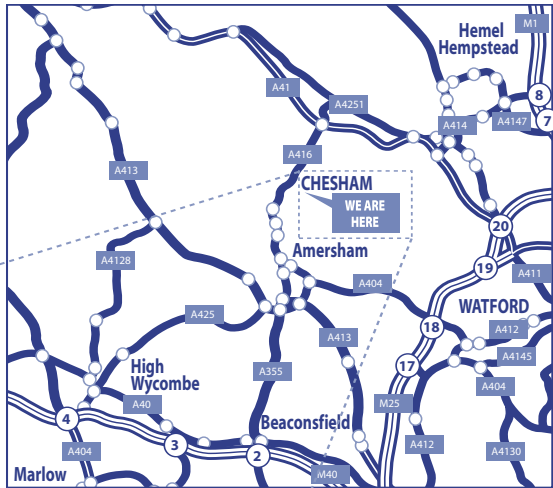 M1
Hemel
Hempstead
A41
8
A4251
7
A4147
A414
A416
A413
CHESHAM
WE ARE
HERE
20
Amersham
A4128
19
A411
A404
WATFORD
A425
18
A412
A413
A4145
High
Wycombe
17
A355
A404
A40
M25
Beaconsfield
4
3
A412
A4130
2
A404
Marlow
M40